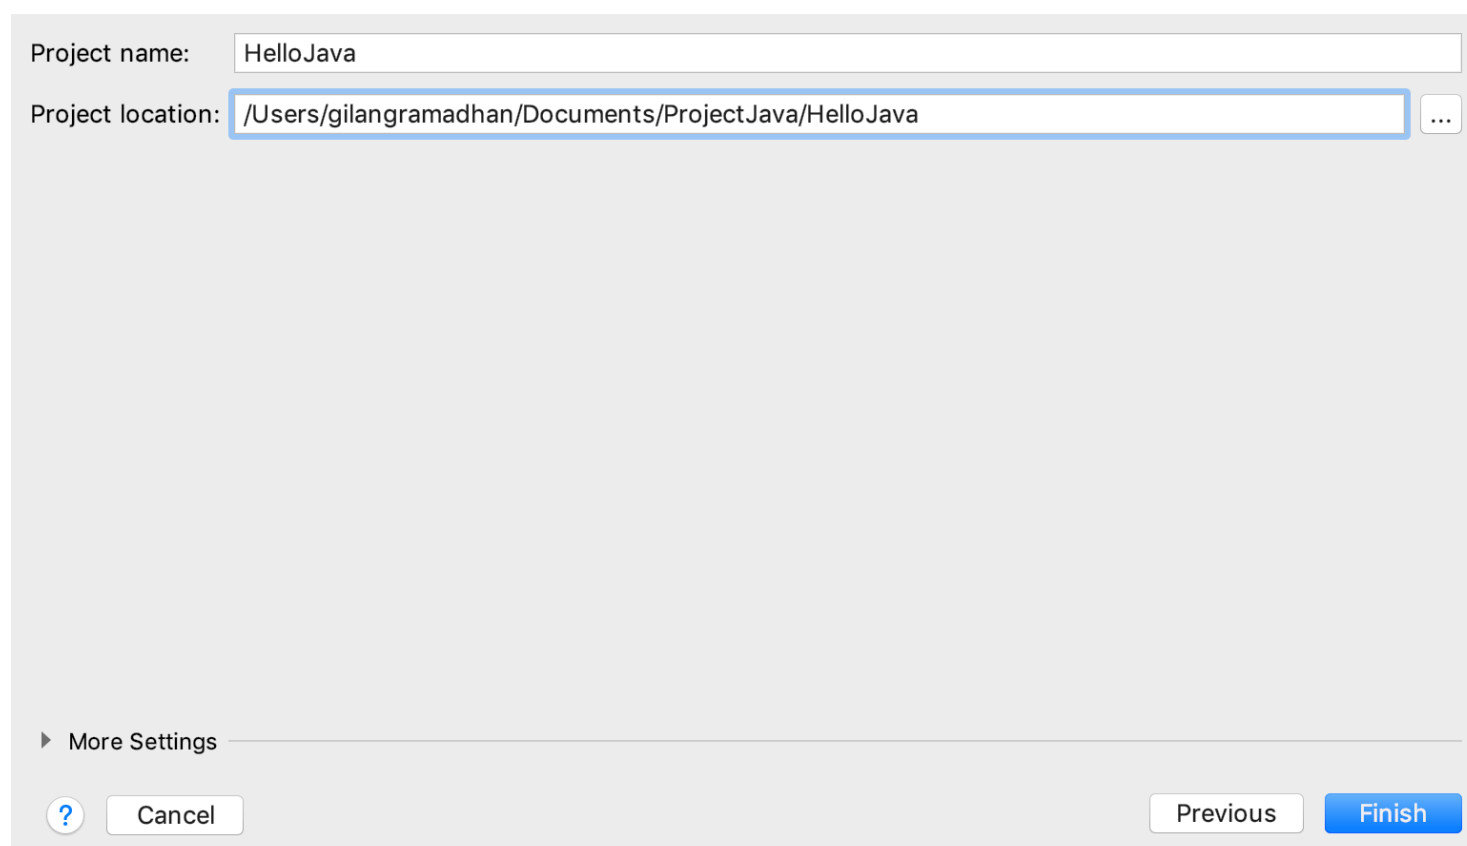 Project name: HelloJava
Project location: /Users/gilangramadhan/Documents/ProjectJava/HelloJava ...
More Settings
? Cancel Previous Finish